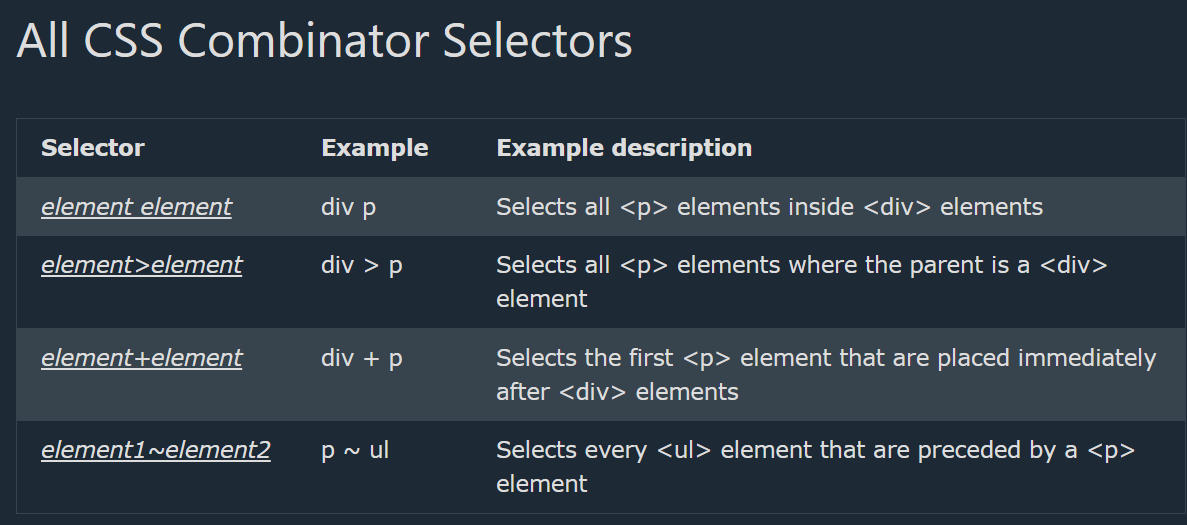 All CSS Combinator Selectors
Selector Example Example description
element element div p Selects all <p> elements inside <div> elements
element>element div > p Selects all <p> elements where the parent is a <div>
element
element+element div + p Selects the first <p> element that are placed immediately
after <div> elements
element1~element2 p ~ ul Selects every <ul> element that are preceded by a <p>
element